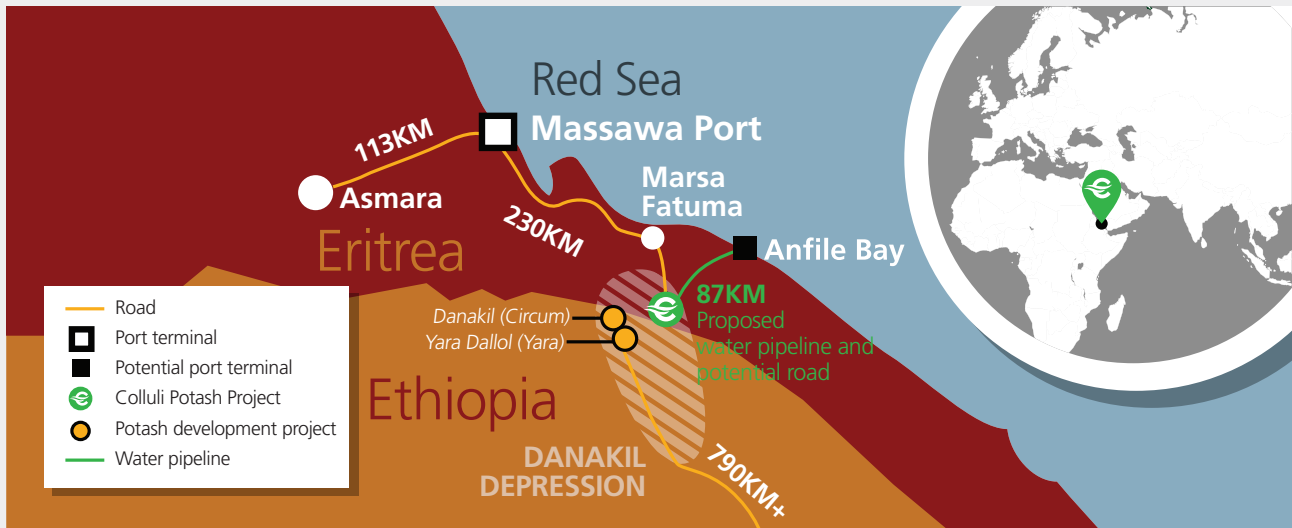 Red Sea
Massawa Port
113KM
Asmara
230KM
Marsa
Fatuma
Anfile Bay
Eritrea
87KM
Proposed
water pipeline and
potential road
Danakil (Circum)
Yara Dallol (Yara)
Ethiopia
DANAKIL
DEPRESSION
790KM+
Road
Port terminal
Potential port terminal
Colluli Potash Project
Potash development project
Water pipeline